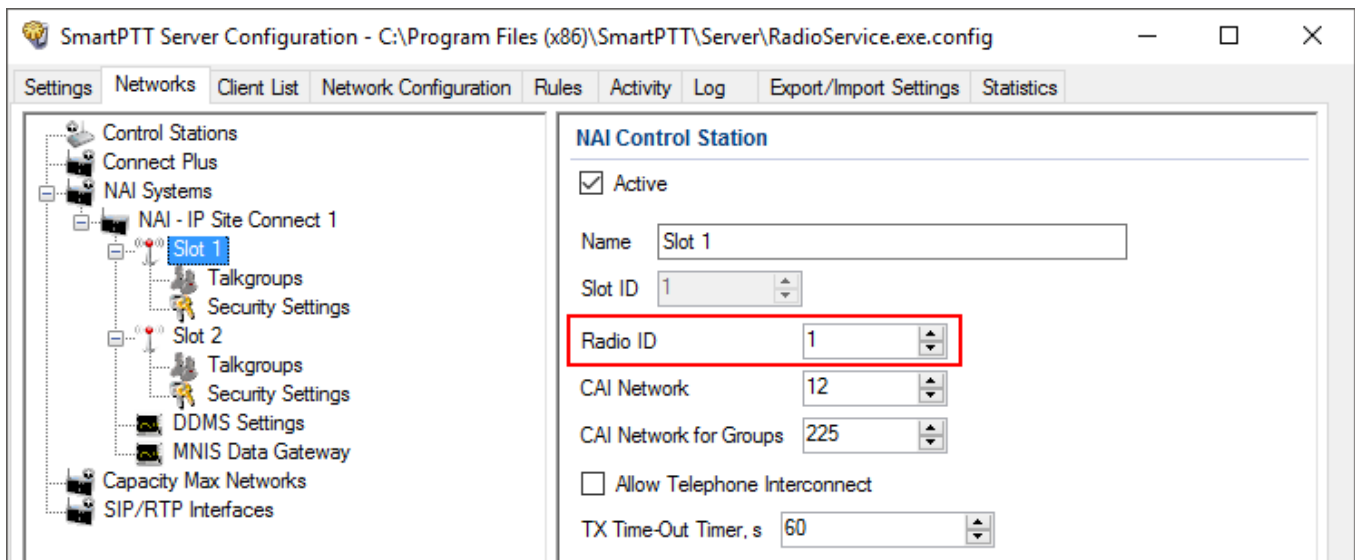 SmartPTT Server Configuration - C:\Program Files (x86)\SmartPTT\Server\RadioService.exe.config
Settings Networks Client List Network Configuration Rules Activity Log Export/Import Settings Statistics
Control Stations
Connect Plus
NAI Systems
NAI - IP Site Connect 1
Slot 1
Talkgroups
Security Settings
Slot 2
Talkgroups
Security Settings
DDMS Settings
MNIS Data Gateway
Capacity Max Networks
SIP/RTP Interfaces
NAI Control Station
Active
Name Slot 1
Slot ID 1
Radio ID 1
CAI Network 12
CAI Network for Groups 225
Allow Telephone Interconnect
TX Time-Out Timer, s 60